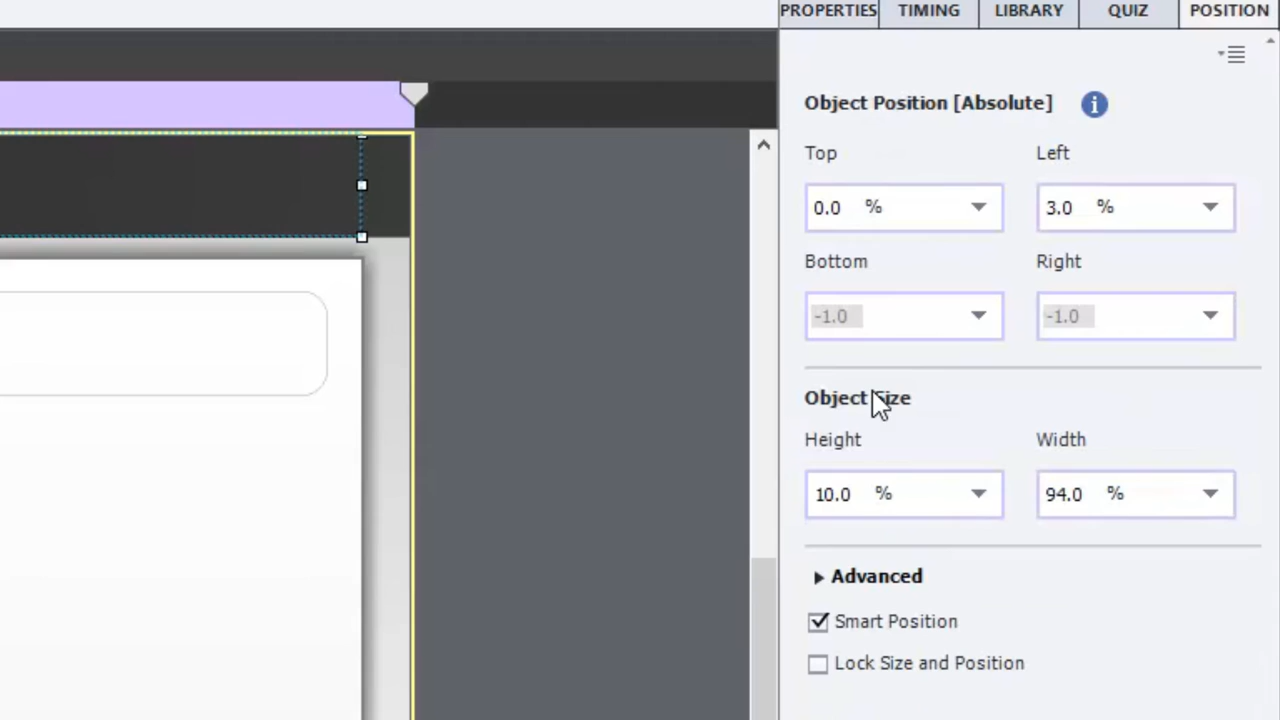 PROPERTIES TIMING LIBRARY QUIZ POSITION
Object Position [Absolute] i
Top Left
0.0 % 3.0 %
Bottom Right
-1.0 -1.0
Object Size
Height Width
10.0 % 94.0 %
Advanced
Smart Position
Lock Size and Position